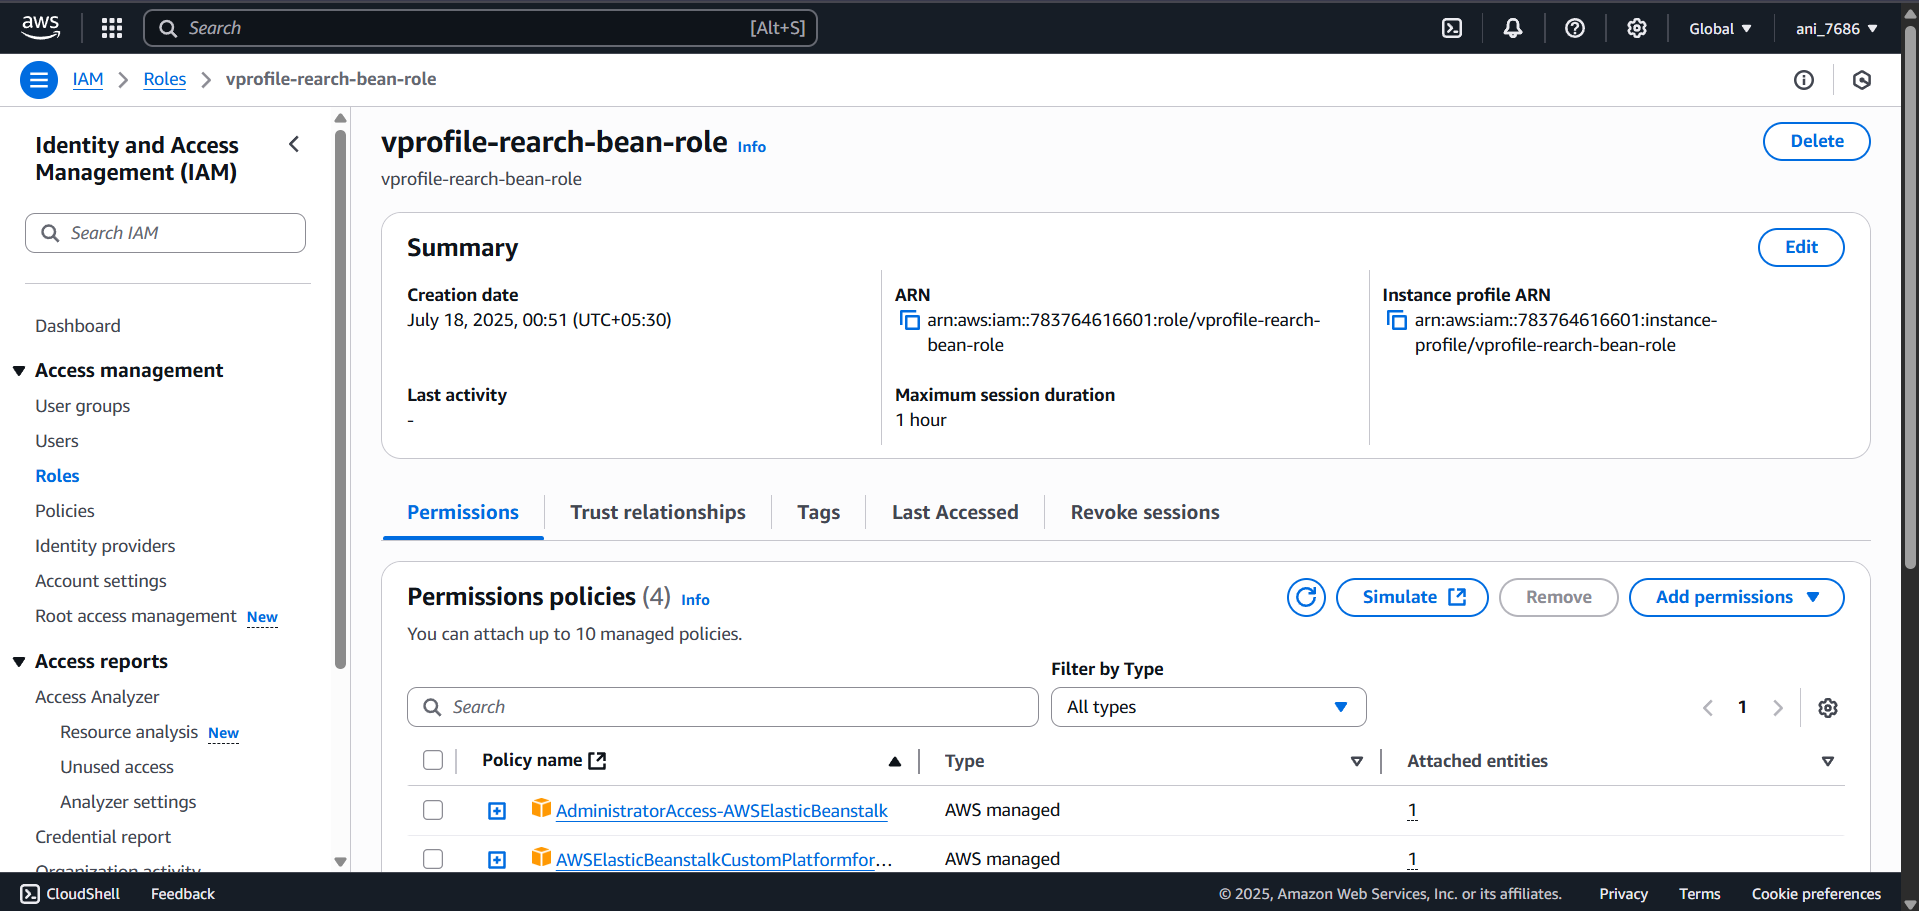 aws
Search [Alt+S]
Global ani_7686
IAM > Roles > vprofile-rearch-bean-role
Identity and Access Management (IAM)
Search IAM
Dashboard
Access management
User groups
Users
Roles
Policies
Identity providers
Account settings
Root access management New
Access reports
Access Analyzer
Resource analysis New
Unused access
Analyzer settings
Credential report
Organization activity
vprofile-rearch-bean-role Info
Delete
vprofile-rearch-bean-role
Summary
Edit
Creation date
July 18, 2025, 00:51 (UTC+05:30)
ARN
arn:aws:iam::783764616601:role/vprofile-rearch-
bean-role
Instance profile ARN
arn:aws:iam::783764616601:instance-
profile/vprofile-rearch-bean-role
Last activity
-
Maximum session duration
1 hour
Permissions Trust relationships Tags Last Accessed Revoke sessions
Permissions policies (4) Info
Simulate Remove Add permissions
You can attach up to 10 managed policies.
Filter by Type
Search All types 1
Policy name Type Attached entities
AdministratorAccess-AWSElasticBeanstalk AWS managed 1
AWSElasticBeanstalkCustomPlatformfor... AWS managed 1
CloudShell Feedback © 2025, Amazon Web Services, Inc. or its affiliates. Privacy Terms Cookie preferences